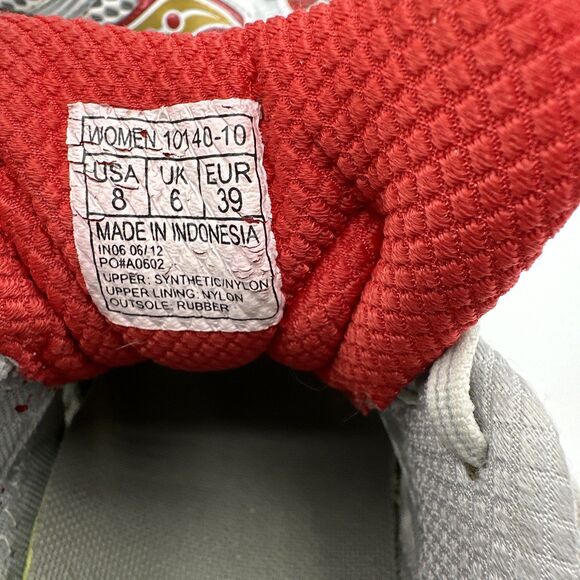 WOMEN 10140-10
USA UK EUR
8 6 39
MADE IN INDONESIA
IN06 06/12
PO#A0602
UPPER: SYNTHETIC/NYLON
UPPER LINING: NYLON
OUTSOLE: RUBBER